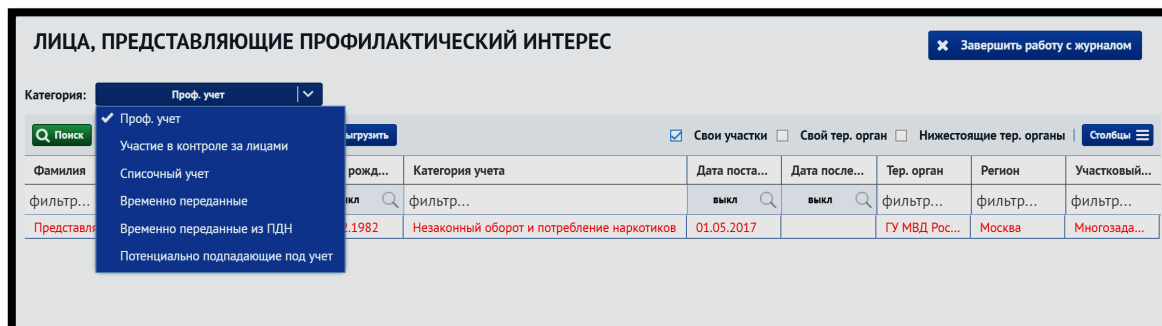 ЛИЦА, ПРЕДСТАВЛЯЮЩИЕ ПРОФИЛАКТИЧЕСКИЙ ИНТЕРЕС
Завершить работу с журналом
Категория: Проф. учет
Проф. учет
Участие в контроле за лицами
Списочный учет
Временно переданные
Временно переданные из ПДН
Потенциально подпадающие под учет
Поиск ыгрузить Свои участки Свой тер. орган Нижестоящие тер. органы Столбцы
Фамилия рожд... Категория учета Дата поста... Дата после... Тер. орган Регион Участковый...
фильтр... ыкл фильтр... выкл выкл фильтр... фильтр... фильтр...
Представля .1982 Незаконный оборот и потребление наркотиков 01.05.2017 ГУ МВД Рос... Москва Многозада...